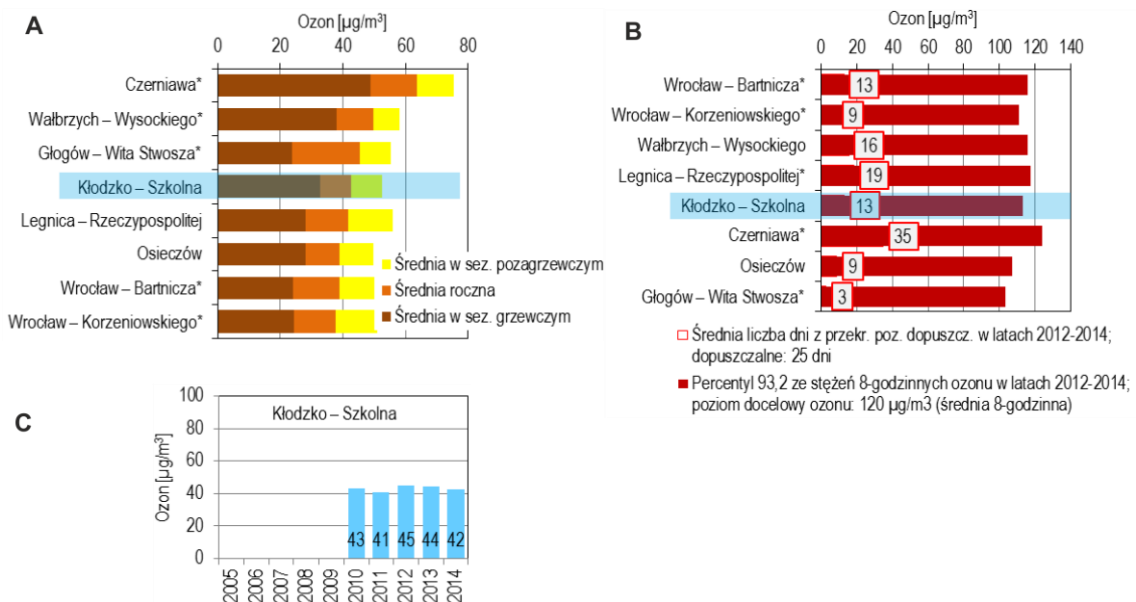 A
Ozon [µg/m³]
0 20 40 60 80
Czerniawa*
Wałbrzych – Wysockiego*
Głogów – Wita Stwosza*
Kłodzko – Szkolna
Legnica – Rzeczypospolitej
Osieczów
Wrocław – Bartnicza*
Wrocław – Korzeniowskiego*
Średnia w sez. pozagrzewczym
Średnia roczna
Średnia w sez. grzewczym
B
Ozon [µg/m³]
0 20 40 60 80 100 120 140
Wrocław – Bartnicza* 13
Wrocław – Korzeniowskiego* 9
Wałbrzych – Wysockiego 16
Legnica – Rzeczypospolitej* 19
Kłodzko – Szkolna 13
Czerniawa* 35
Osieczów 9
Głogów – Wita Stwosza* 3
Średnia liczba dni z przekr. poz. dopuszcz. w latach 2012-2014;
dopuszczalne: 25 dni
Percentyl 93,2 ze stężeń 8-godzinnych ozonu w latach 2012-2014;
poziom docelowy ozonu: 120 µg/m3 (średnia 8-godzinna)
C
Kłodzko – Szkolna
Ozon [µg/m³]
100
80
60
40
20
0
43 41 45 44 42
2005 2006 2007 2008 2009 2010 2011 2012 2013 2014